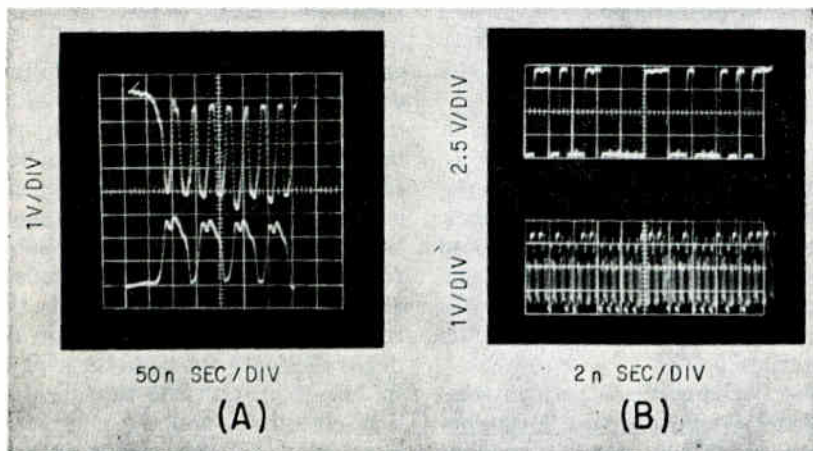 1V/DIV
50n SEC/DIV
(A)
2.5 V/DIV
1V/DIV
2n SEC/DIV
(B)